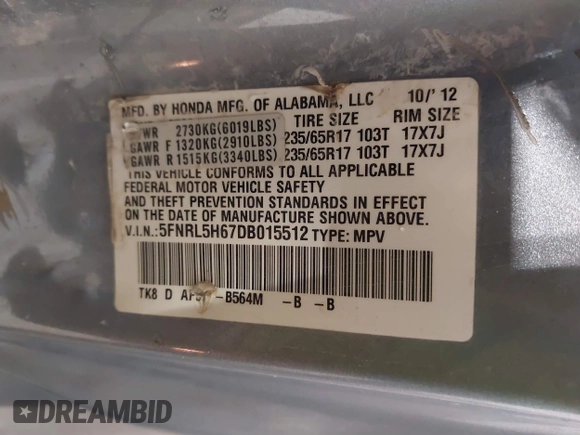 MFD. BY HONDA MFG. OF ALABAMA, LLC 10/'12
TIRE SIZE RIM SIZE
GVWR 2730KG(6019LBS)
GAWR F 1320KG(2910LBS) 235/65R17 103T 17X7J
GAWR R 1515KG(3340LBS) 235/65R17 103T 17X7J
THIS VEHICLE CONFORMS TO ALL APPLICABLE
FEDERAL MOTOR VEHICLE SAFETY
AND THEFT PREVENTION STANDARDS IN EFFECT
ON THE DATE OF MANUFACTURE SHOWN ABOVE.
V.I.N.:5FNRL5H67DB015512 TYPE: MPV
TK8 D -B564M -B -B
DREAMBID